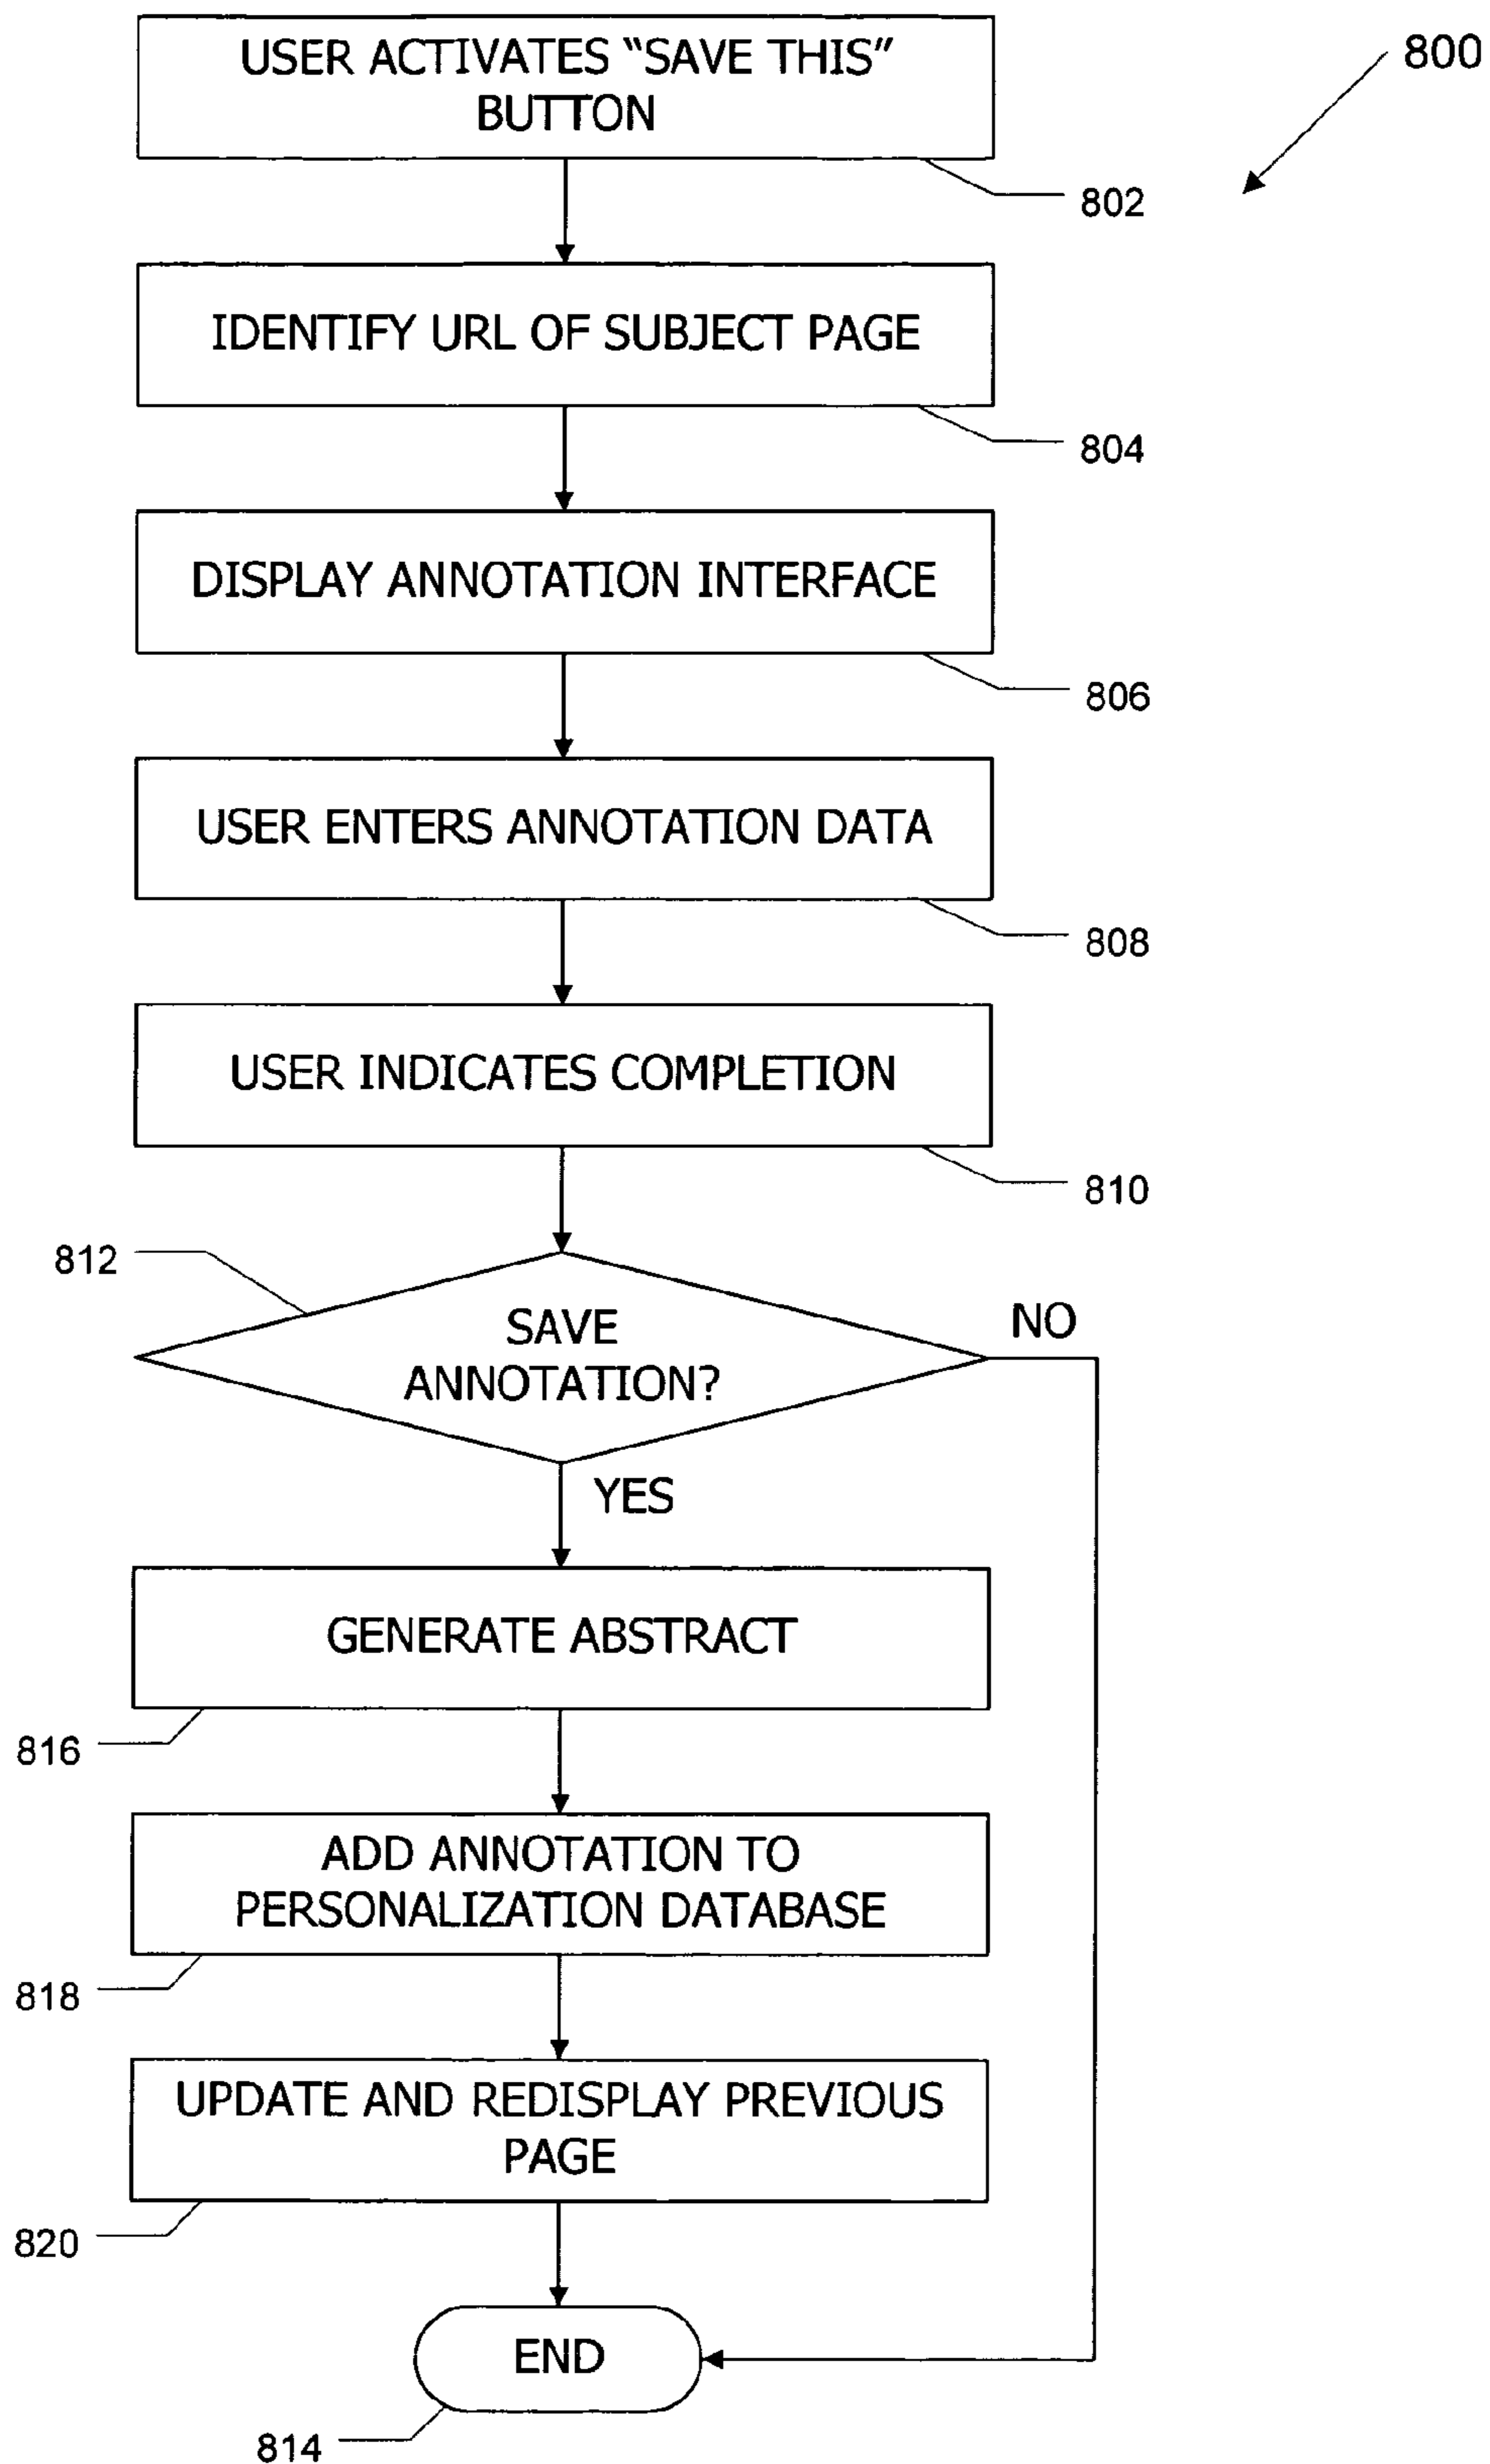 USER ACTIVATES “SAVE THIS”
BUTTON
800
802
IDENTIFY URL OF SUBJECT PAGE
804
DISPLAY ANNOTATION INTERFACE
806
USER ENTERS ANNOTATION DATA
808
USER INDICATES COMPLETION
810
812
SAVE
ANNOTATION?
NO
YES
GENERATE ABSTRACT
816
ADD ANNOTATION TO
PERSONALIZATION DATABASE
818
UPDATE AND REDISPLAY PREVIOUS
PAGE
820
END
814